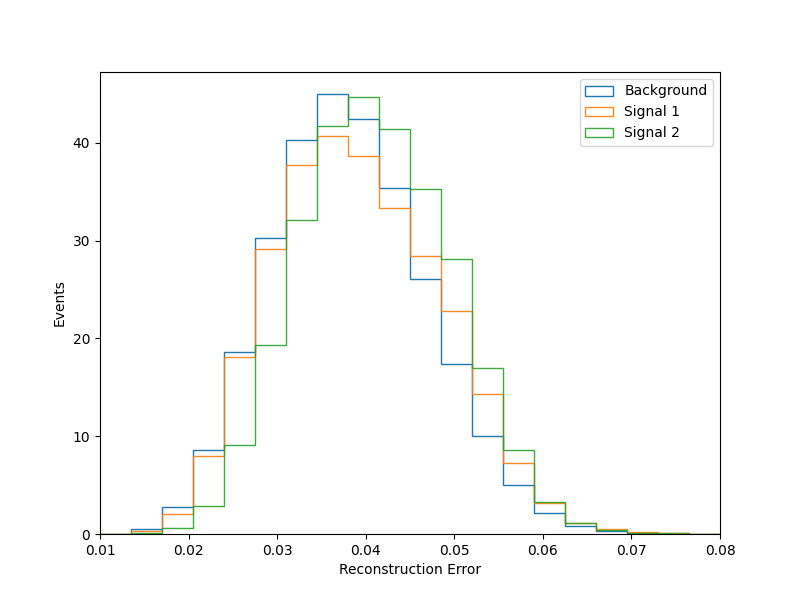 Background
Signal 1
Signal 2
40
30
20
10
0
Events
0.01 0.02 0.03 0.04 0.05 0.06 0.07 0.08
Reconstruction Error